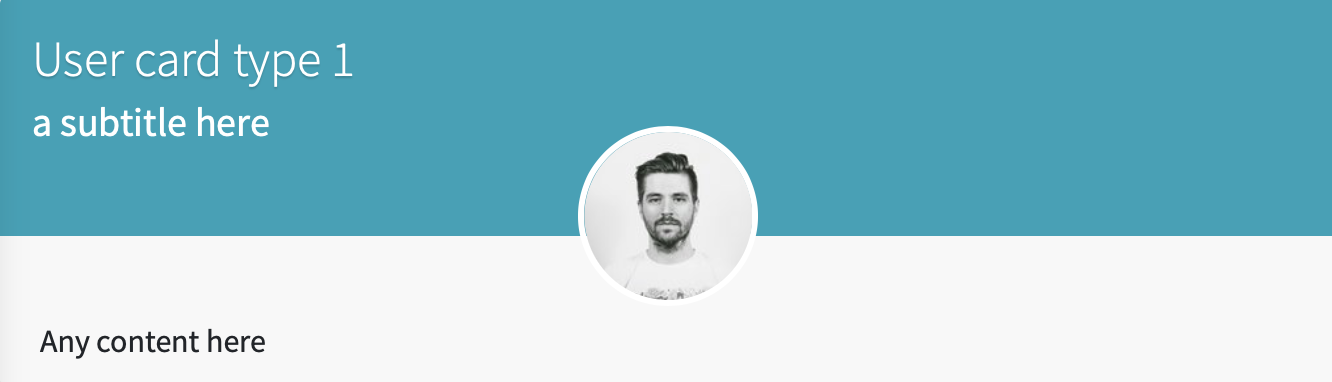 User card type 1
a subtitle here
Any content here